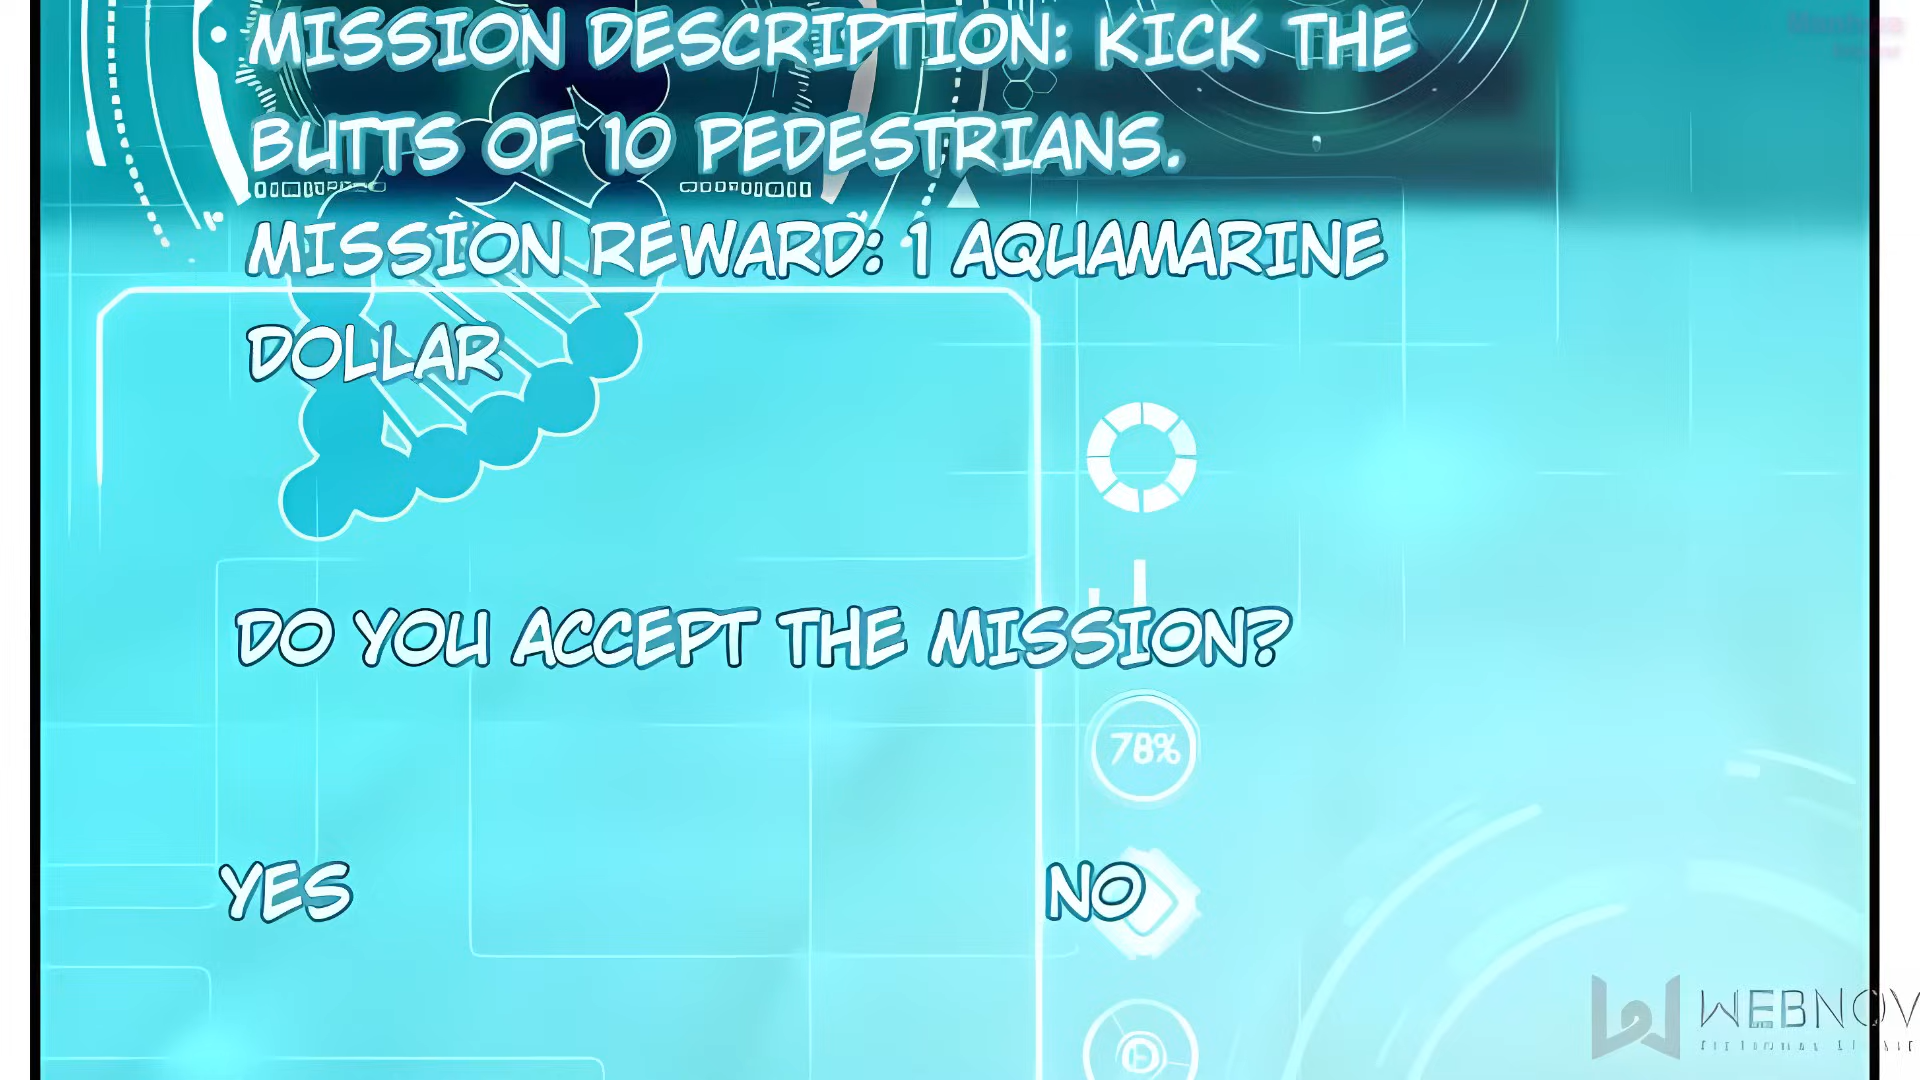 MISSION DESCRIPTION: KICK THE
BUTTS OF 10 PEDESTRIANS.
MISSION REWARD: 1 AQUAMARINE
DOLLAR
DO YOU ACCEPT THE MISSION?
78%
YES
NO
WEBNOV